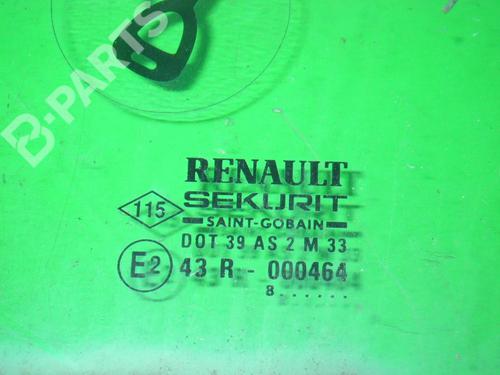 B-PARTS
RENAULT
SEKURIT
SAINT-GOBAIN
115
DOT 39 AS 2 M 33
E2 43 R - 000464
8......